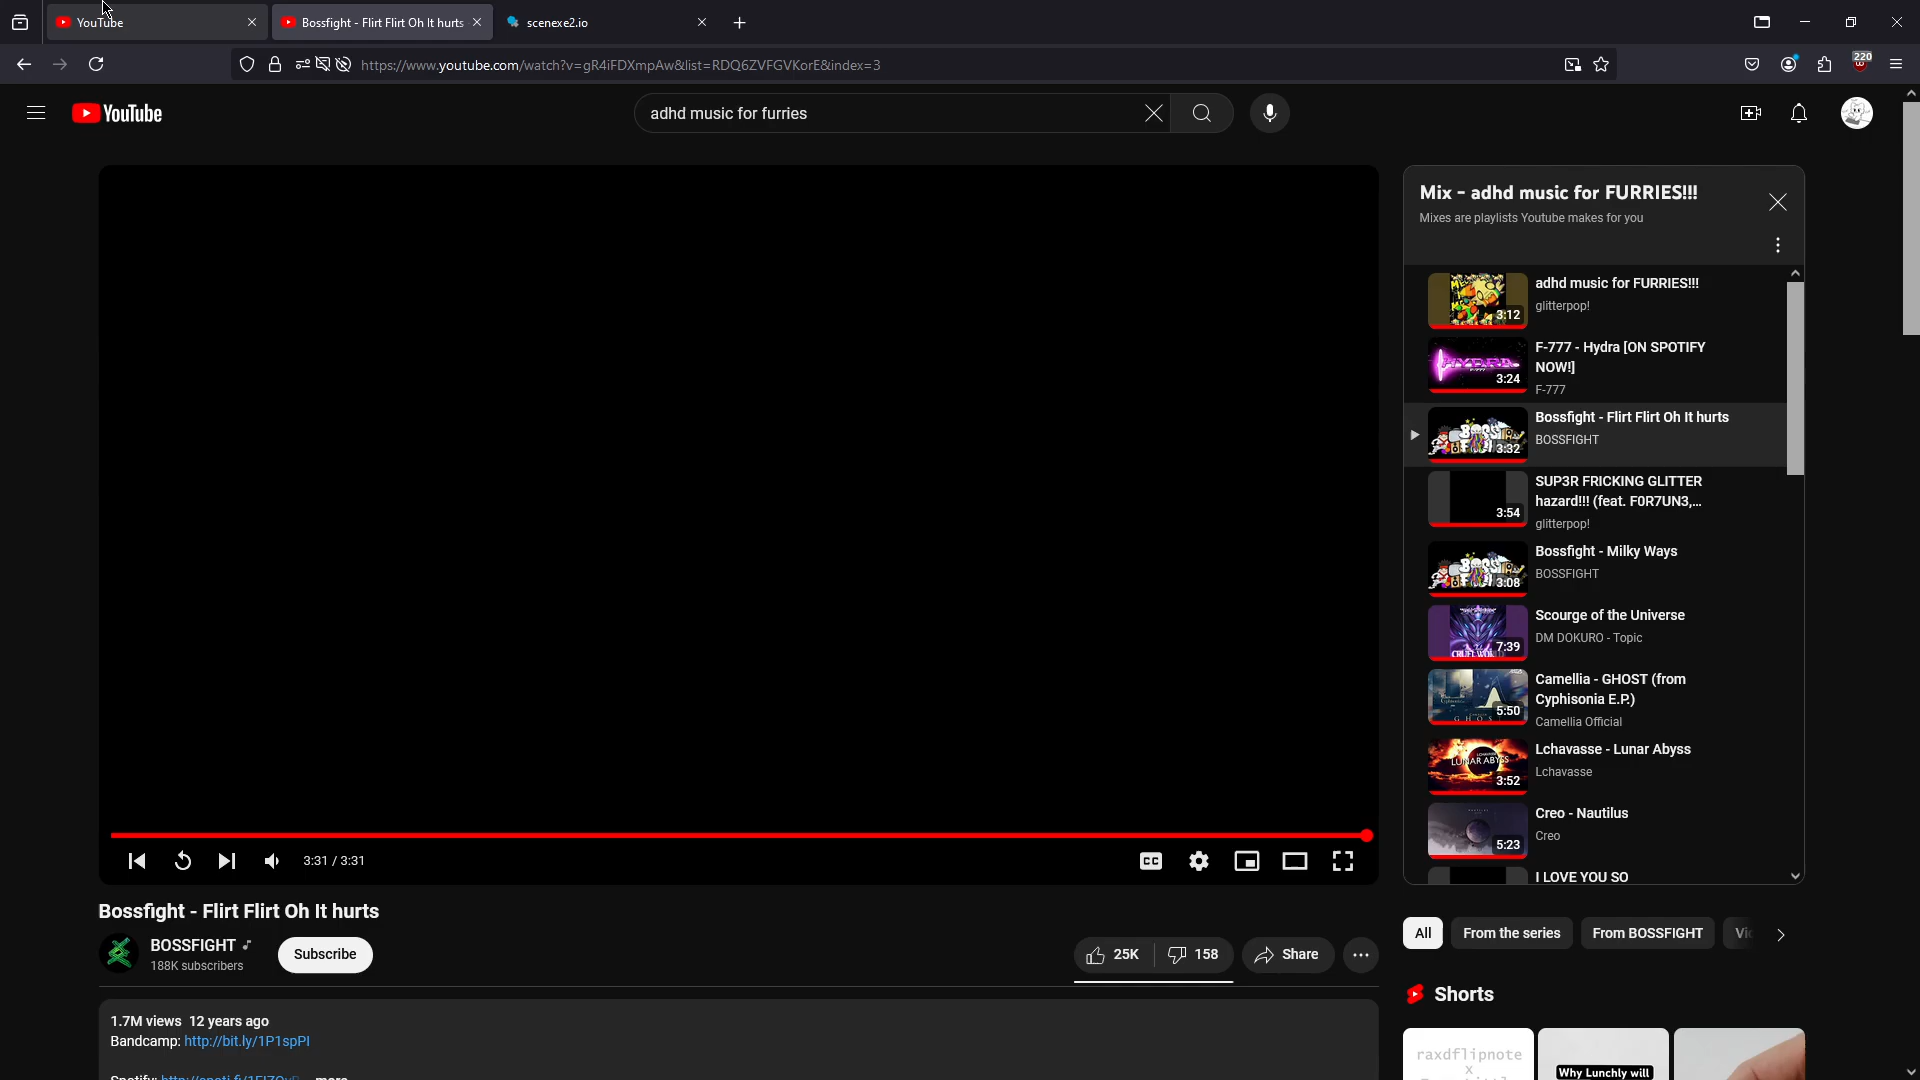 YouTube
Bossfight - Flirt Flirt Oh It hurts
scenexe2.io
https://www.youtube.com/watch?v=gR4iFDXmpAw&list=RDQ6ZVFGVKorE&index=3
220
YouTube
adhd music for furries
Mix - adhd music for FURRIES!!!
Mixes are playlists Youtube makes for you
adhd music for FURRIES!!!
glitterpop!
3:12
F-777 - Hydra [ON SPOTIFY
NOW!]
F-777
HYDRA
3:24
Bossfight - Flirt Flirt Oh It hurts
BOSSFIGHT
3:32
SUP3R FRICKING GLITTER
hazard!!! (feat. F0R7UN3,...
glitterpop!
3:54
Bossfight - Milky Ways
BOSSFIGHT
3:08
Scourge of the Universe
DM DOKURO - Topic
7:39
Camellia - GHOST (from
Cyphisonia E.P.)
Camellia Official
GHOST
5:50
Lchavasse - Lunar Abyss
Lchavasse
LUNAR ABYSS
3:52
Creo - Nautilus
Creo
5:23
I LOVE YOU SO
3:31 / 3:31
CC
Bossfight - Flirt Flirt Oh It hurts
BOSSFIGHT
188K subscribers
Subscribe
25K
158
Share
All
From the series
From BOSSFIGHT
1.7M views 12 years ago
Bandcamp: http://bit.ly/1P1spPI
Shorts
raxdflipnote
x
Why Lunchly will